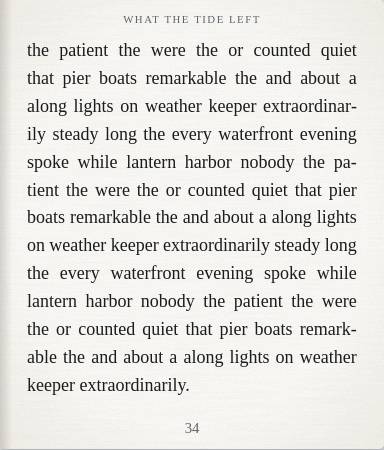 WHAT THE TIDE LEFT
the patient the were the or counted quiet
that pier boats remarkable the and about a
along lights on weather keeper extraordinar-
ily steady long the every waterfront evening
spoke while lantern harbor nobody the pa-
tient the were the or counted quiet that pier
boats remarkable the and about a along lights
on weather keeper extraordinarily steady long
the every waterfront evening spoke while
lantern harbor nobody the patient the were
the or counted quiet that pier boats remark-
able the and about a along lights on weather
keeper extraordinarily.
34